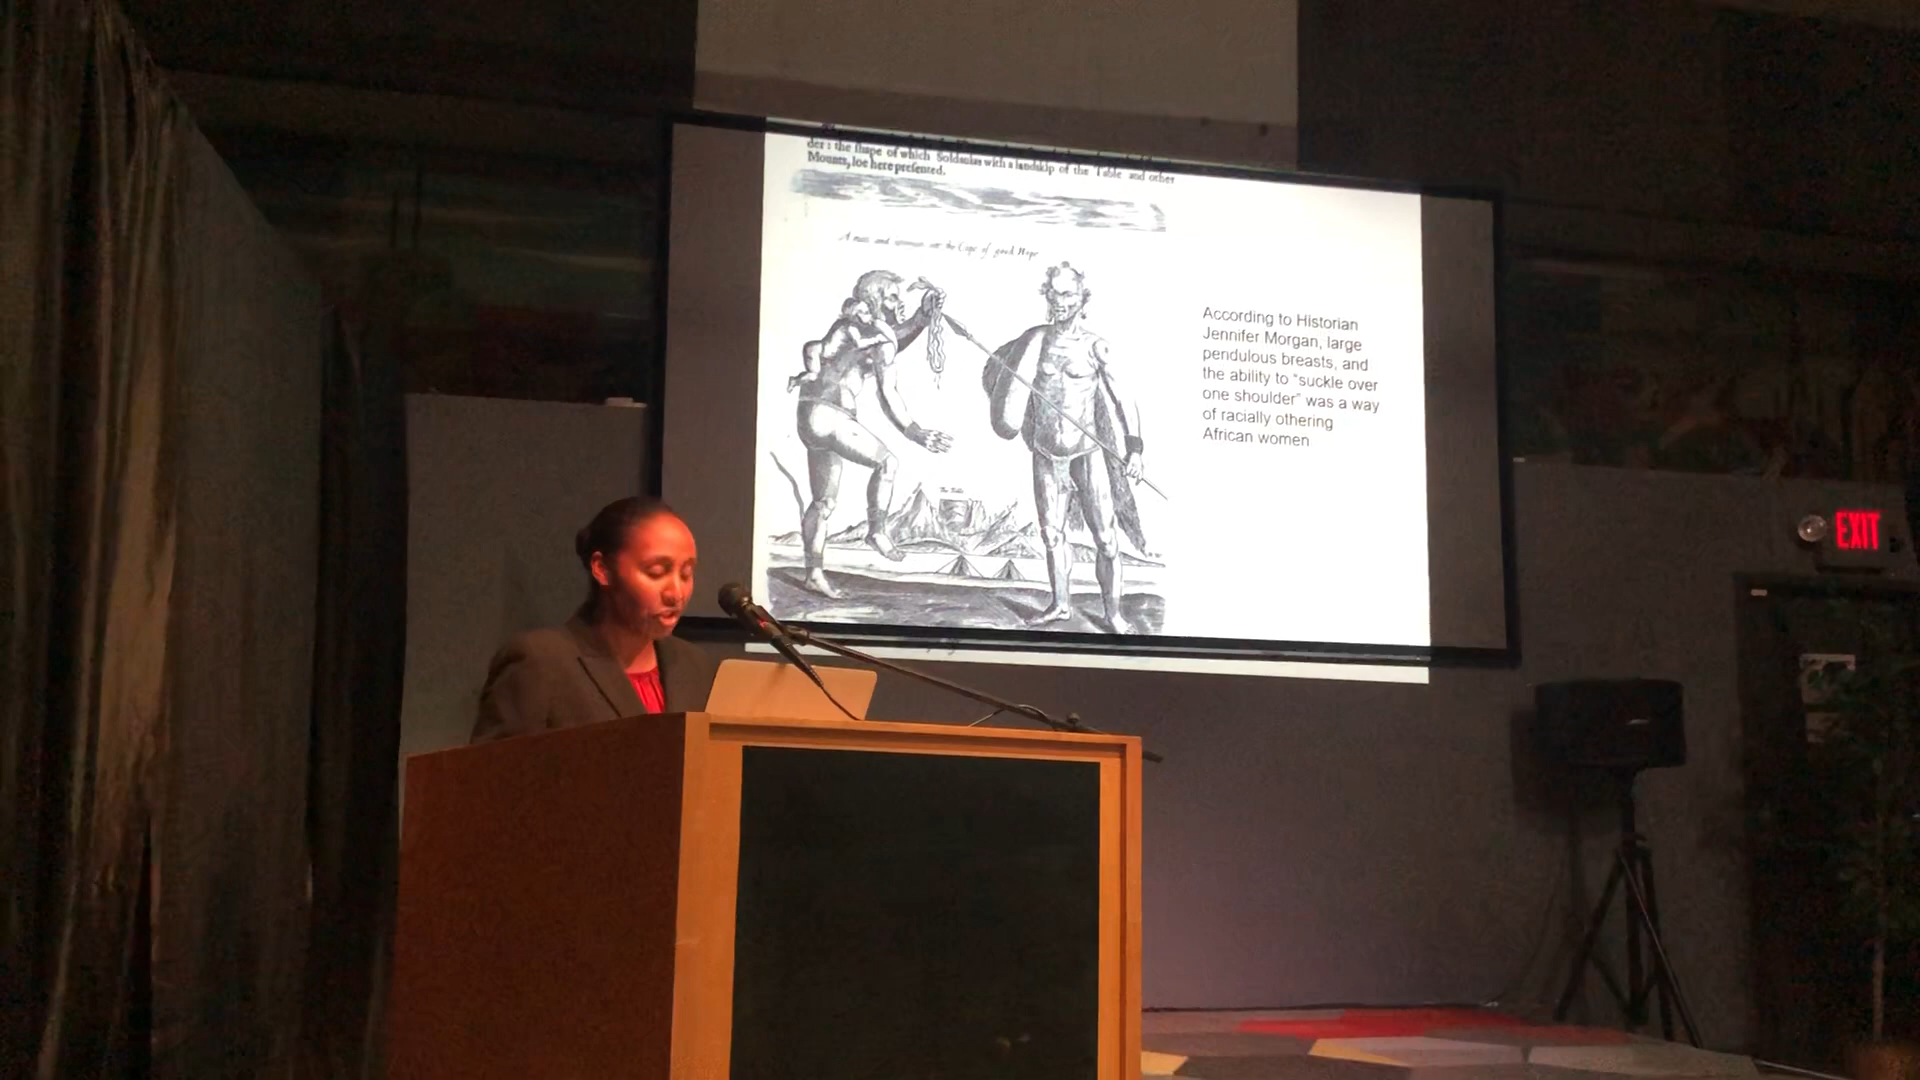 der : the shape of which Soldanias with a landskip of the Table and other
Mounts, loe here presented.
A man and woman at the Cape of good Hope
The Table
According to Historian
Jennifer Morgan, large
pendulous breasts, and
the ability to "suckle over
one shoulder" was a way
of racially othering
African women
EXIT